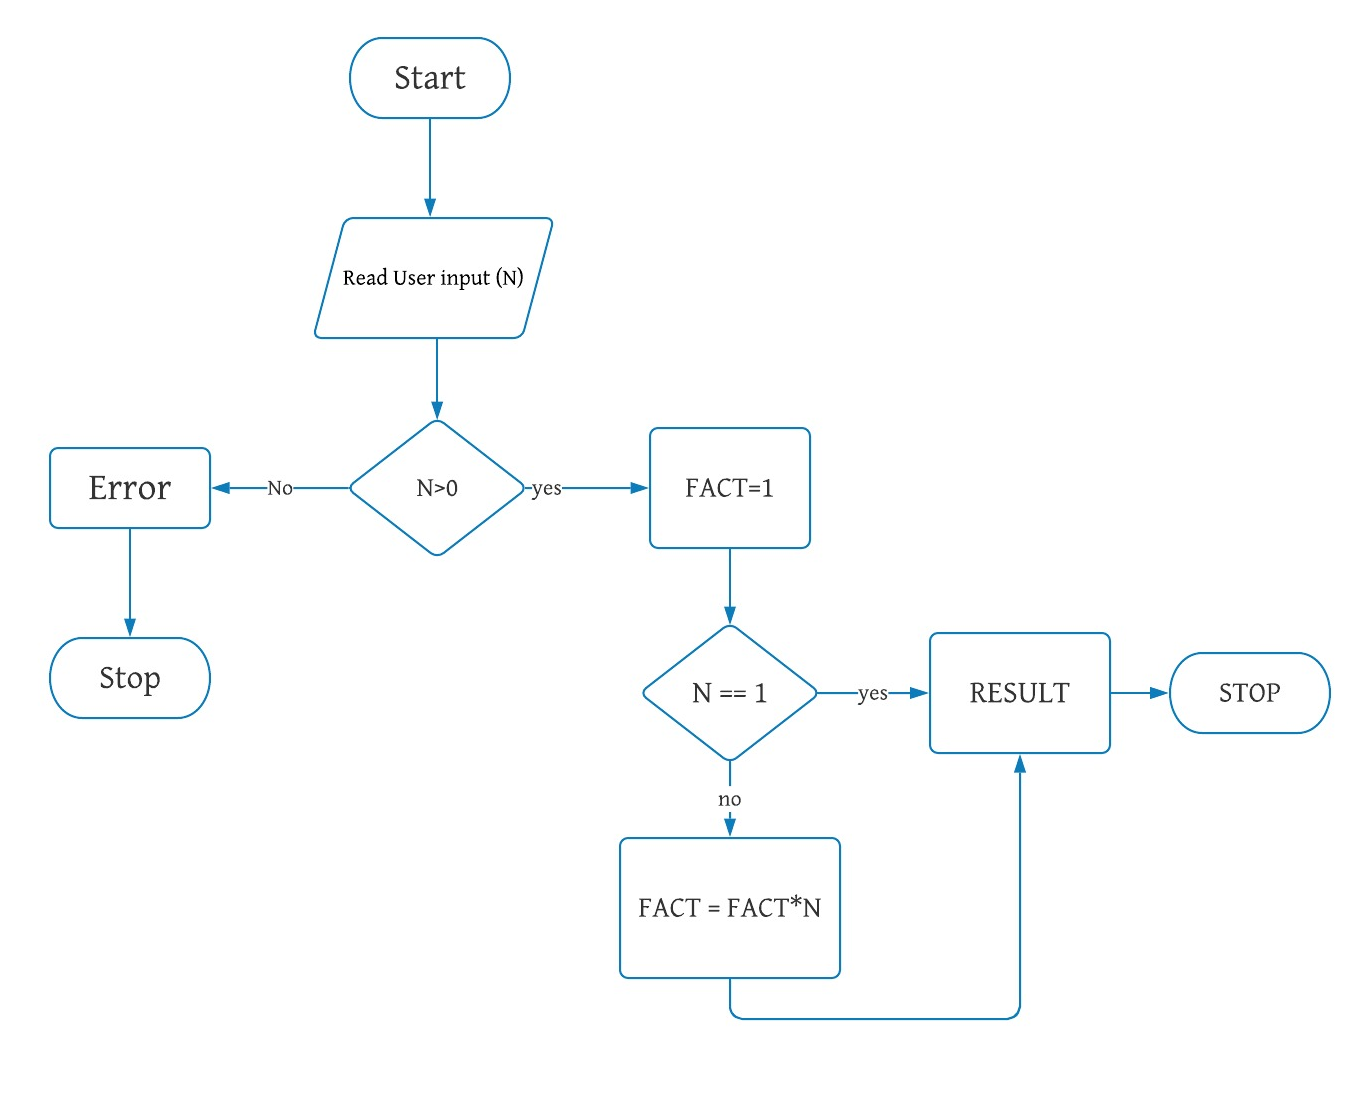 Start
Read User input (N)
N>0
No
yes
Error
FACT=1
Stop
N == 1
yes
RESULT
STOP
no
FACT = FACT*N